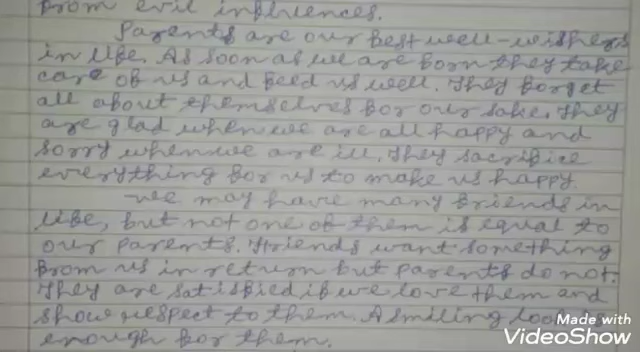 from evil influences.
Parents are our best well-wishers
in life. As soon as we are born they take
care of us and feed us well. They forget
all about themselves for our sake. They
are glad when we are all happy and
sorry when we are ill. They sacrifice
everything for us to make us happy.
we may have many friends in
life, but not one of them is equal to
our parents. Friends want something
from us in return but parents do not.
They are satisfied if we love them and
show respect to them. A smiling look is
enough for them.
Made with
VideoShow